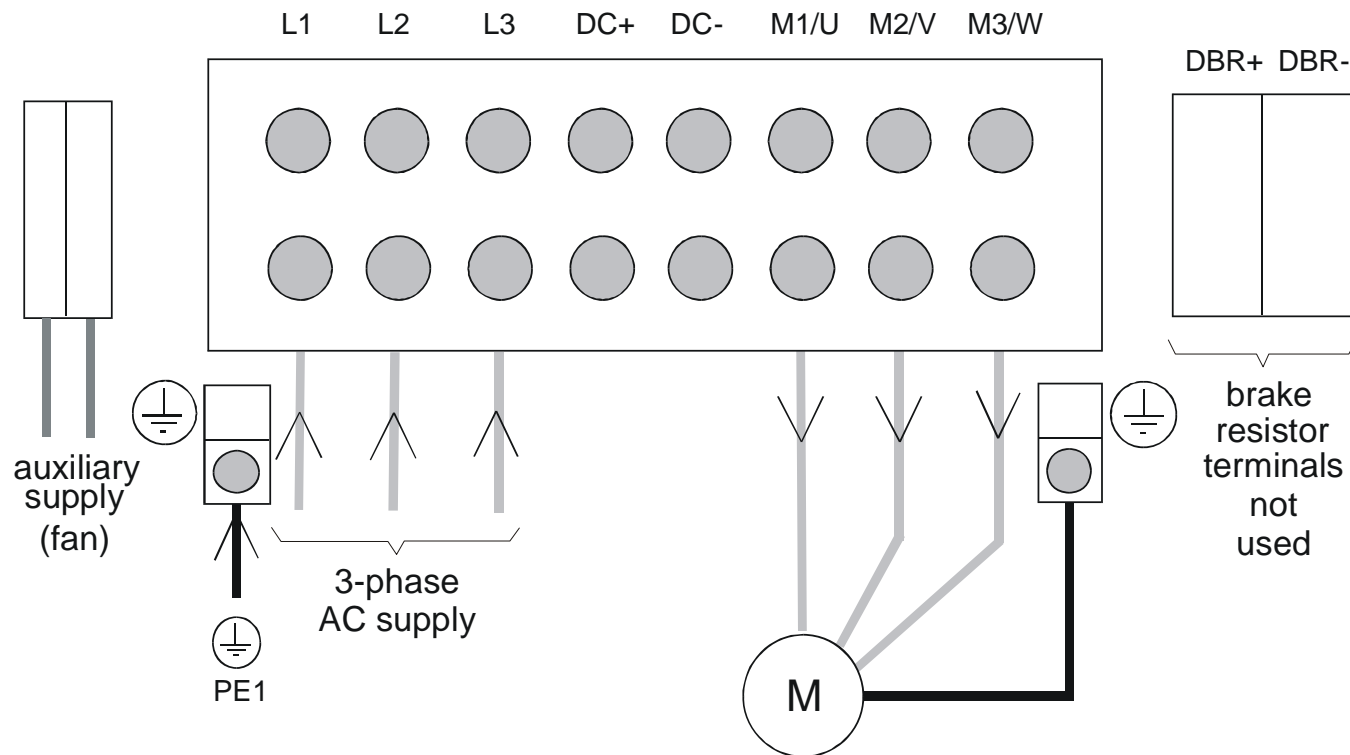 L1 L2 L3 DC+ DC- M1/U M2/V M3/W
DBR+ DBR-
auxiliary
supply
(fan)
3-phase
AC supply
PE1
M
brake
resistor
terminals
not
used